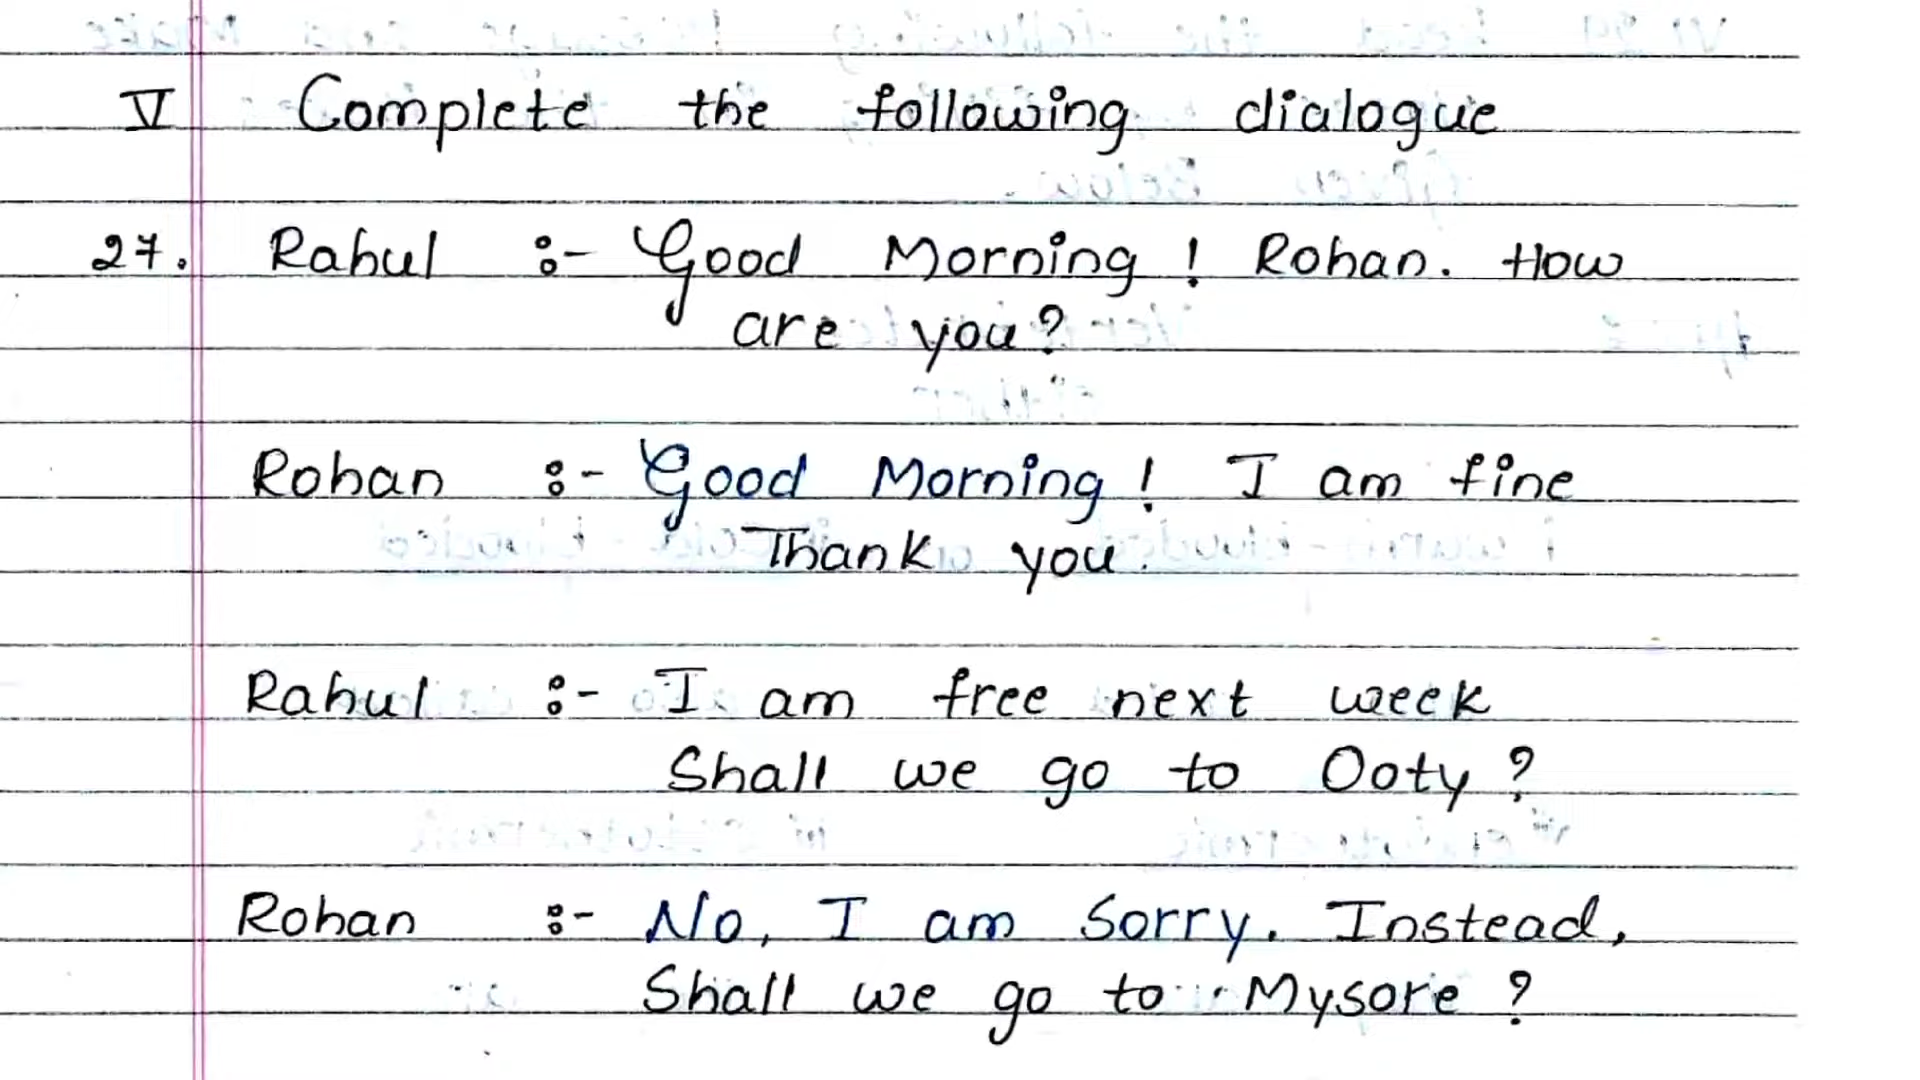 V Complete the following dialogue
27. Rahul :- Good Morning ! Rohan. How
are you?
Rohan :- Good Morning ! I am fine
Thank you.
Rahul :- I am free next week
Shall we go to Ooty ?
Rohan :- No, I am Sorry. Instead,
Shall we go to Mysore ?